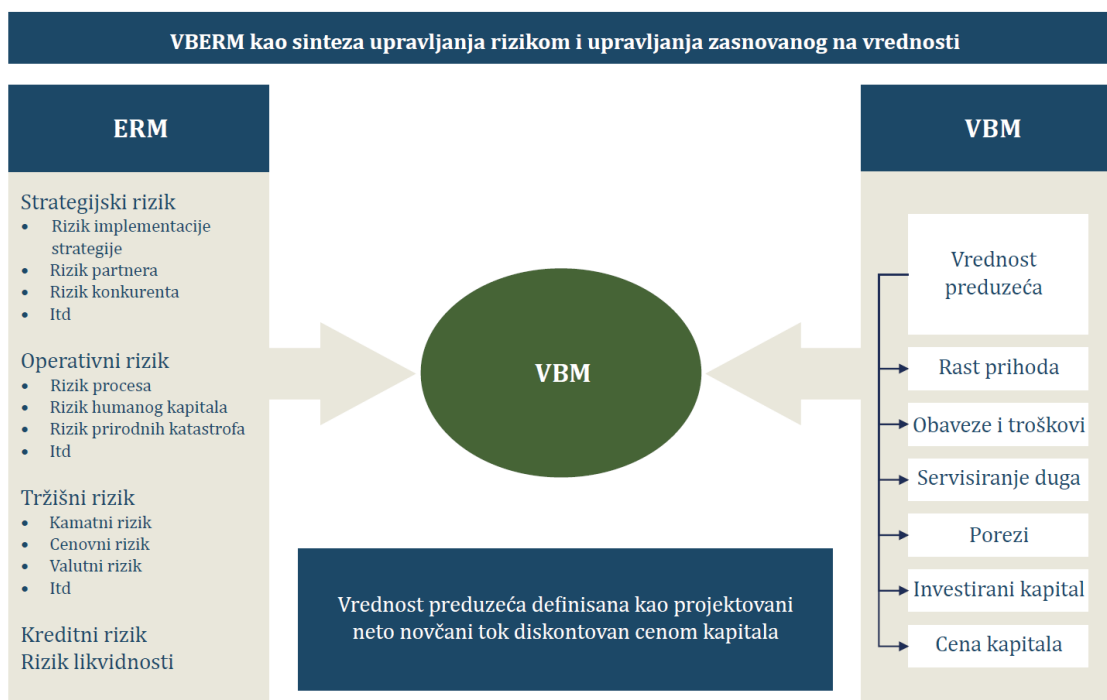 VBERM kao sinteza upravljanja rizikom i upravljanja zasnovanog na vrednosti
ERM
Strategijski rizik
• Rizik implementacije
strategije
• Rizik partnera
• Rizik konkurenta
• Itd
Operativni rizik
• Rizik procesa
• Rizik humanog kapitala
• Rizik prirodnih katastrofa
• Itd
Tržišni rizik
• Kamatni rizik
• Cenovni rizik
• Valutni rizik
• Itd
Kreditni rizik
Rizik likvidnosti
VBM
Vrednost preduzeća definisana kao projektovani
neto novčani tok diskontovan cenom kapitala
VBM
Vrednost
preduzeća
Rast prihoda
Obaveze i troškovi
Servisiranje duga
Porezi
Investirani kapital
Cena kapitala